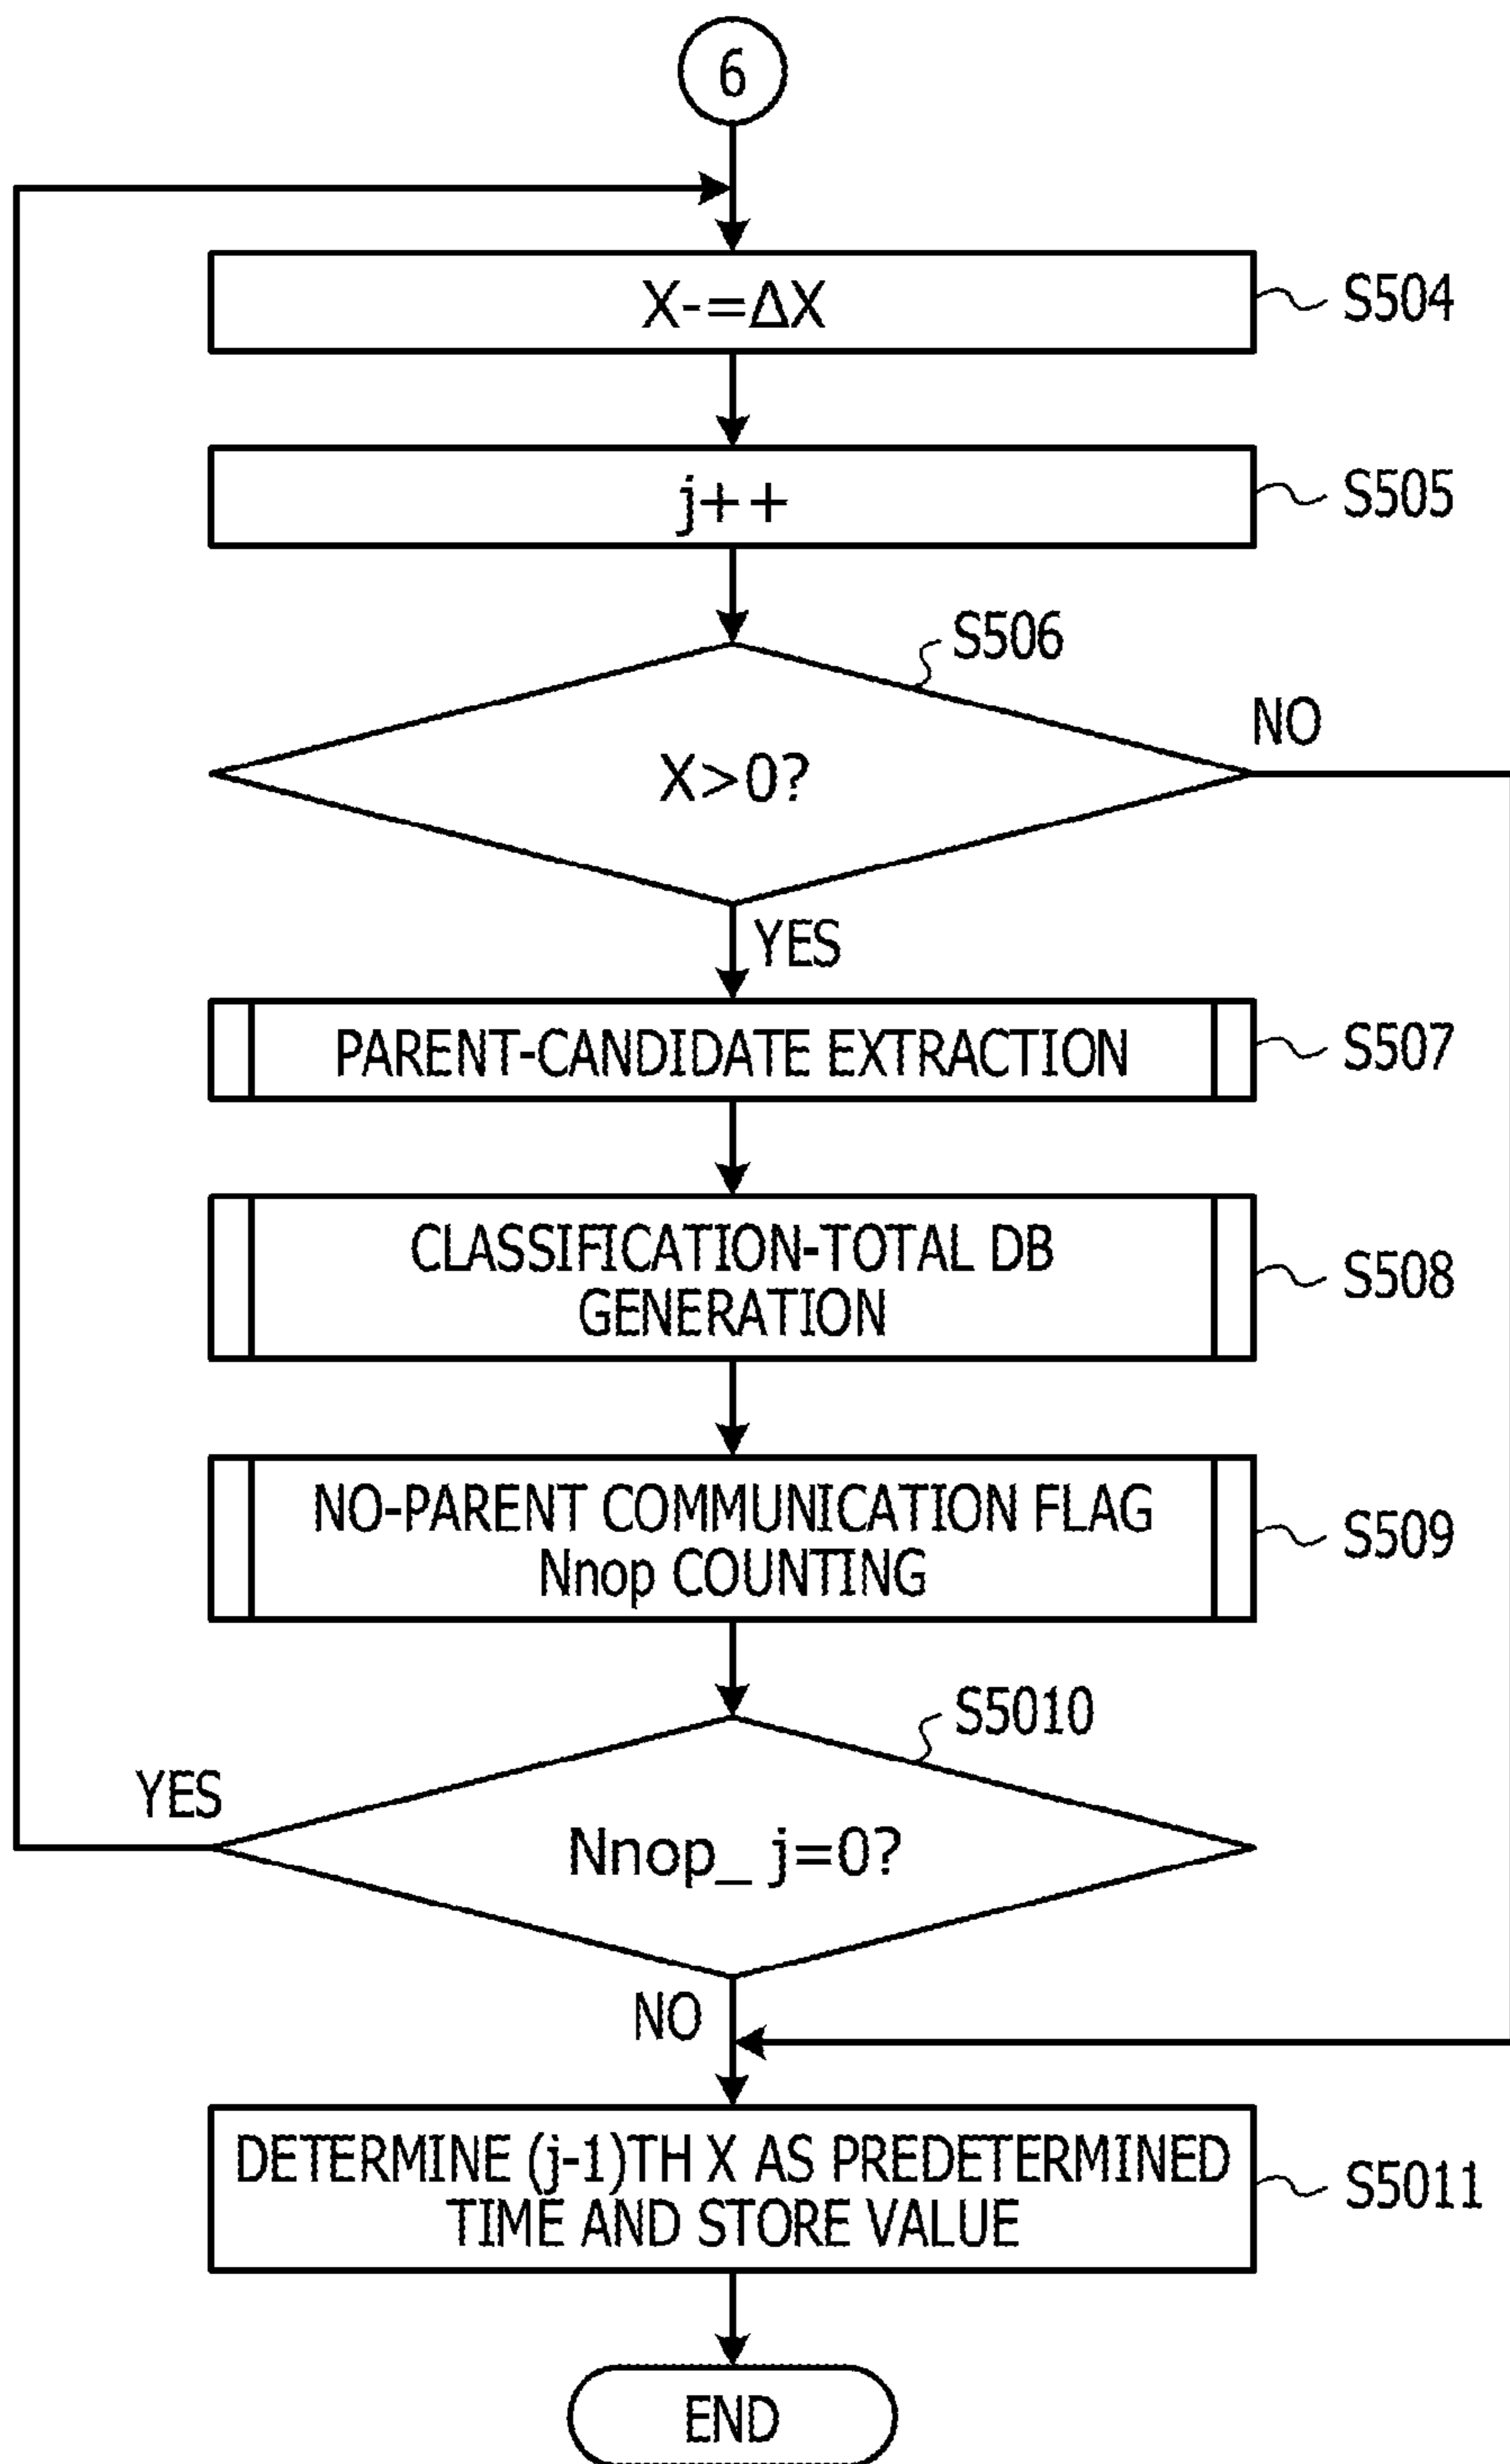 6
X-=ΔX
S504
j++
S505
S506
X>0?
NO
YES
PARENT-CANDIDATE EXTRACTION
S507
CLASSIFICATION-TOTAL DB
GENERATION
S508
NO-PARENT COMMUNICATION FLAG
Nnop COUNTING
S509
S5010
YES
Nnop_ j=0?
NO
DETERMINE (j-1)TH X AS PREDETERMINED
TIME AND STORE VALUE
S5011
END